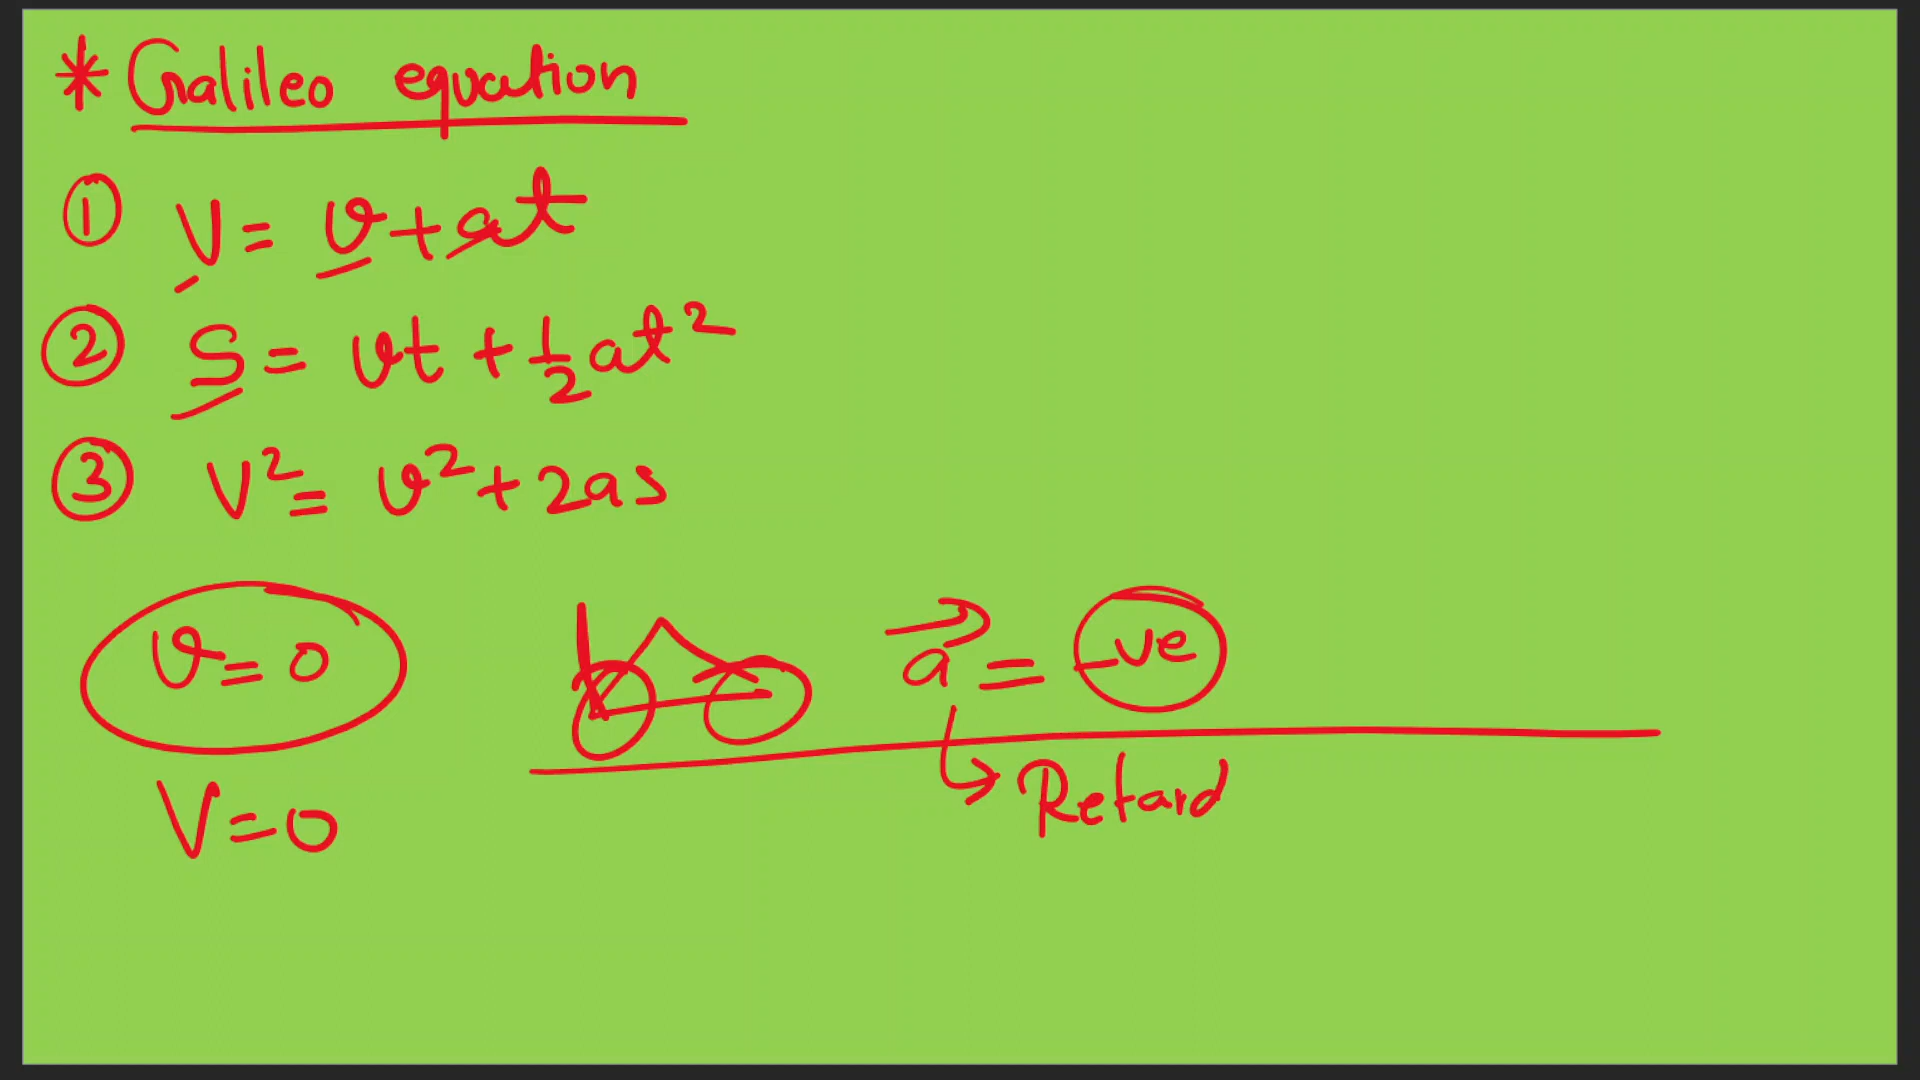 * Galileo equation
① V = u + at
② S = ut + ½at²
③ V² = u² + 2as
u = 0
a⃗ = -ve
V = 0
↳ Retard